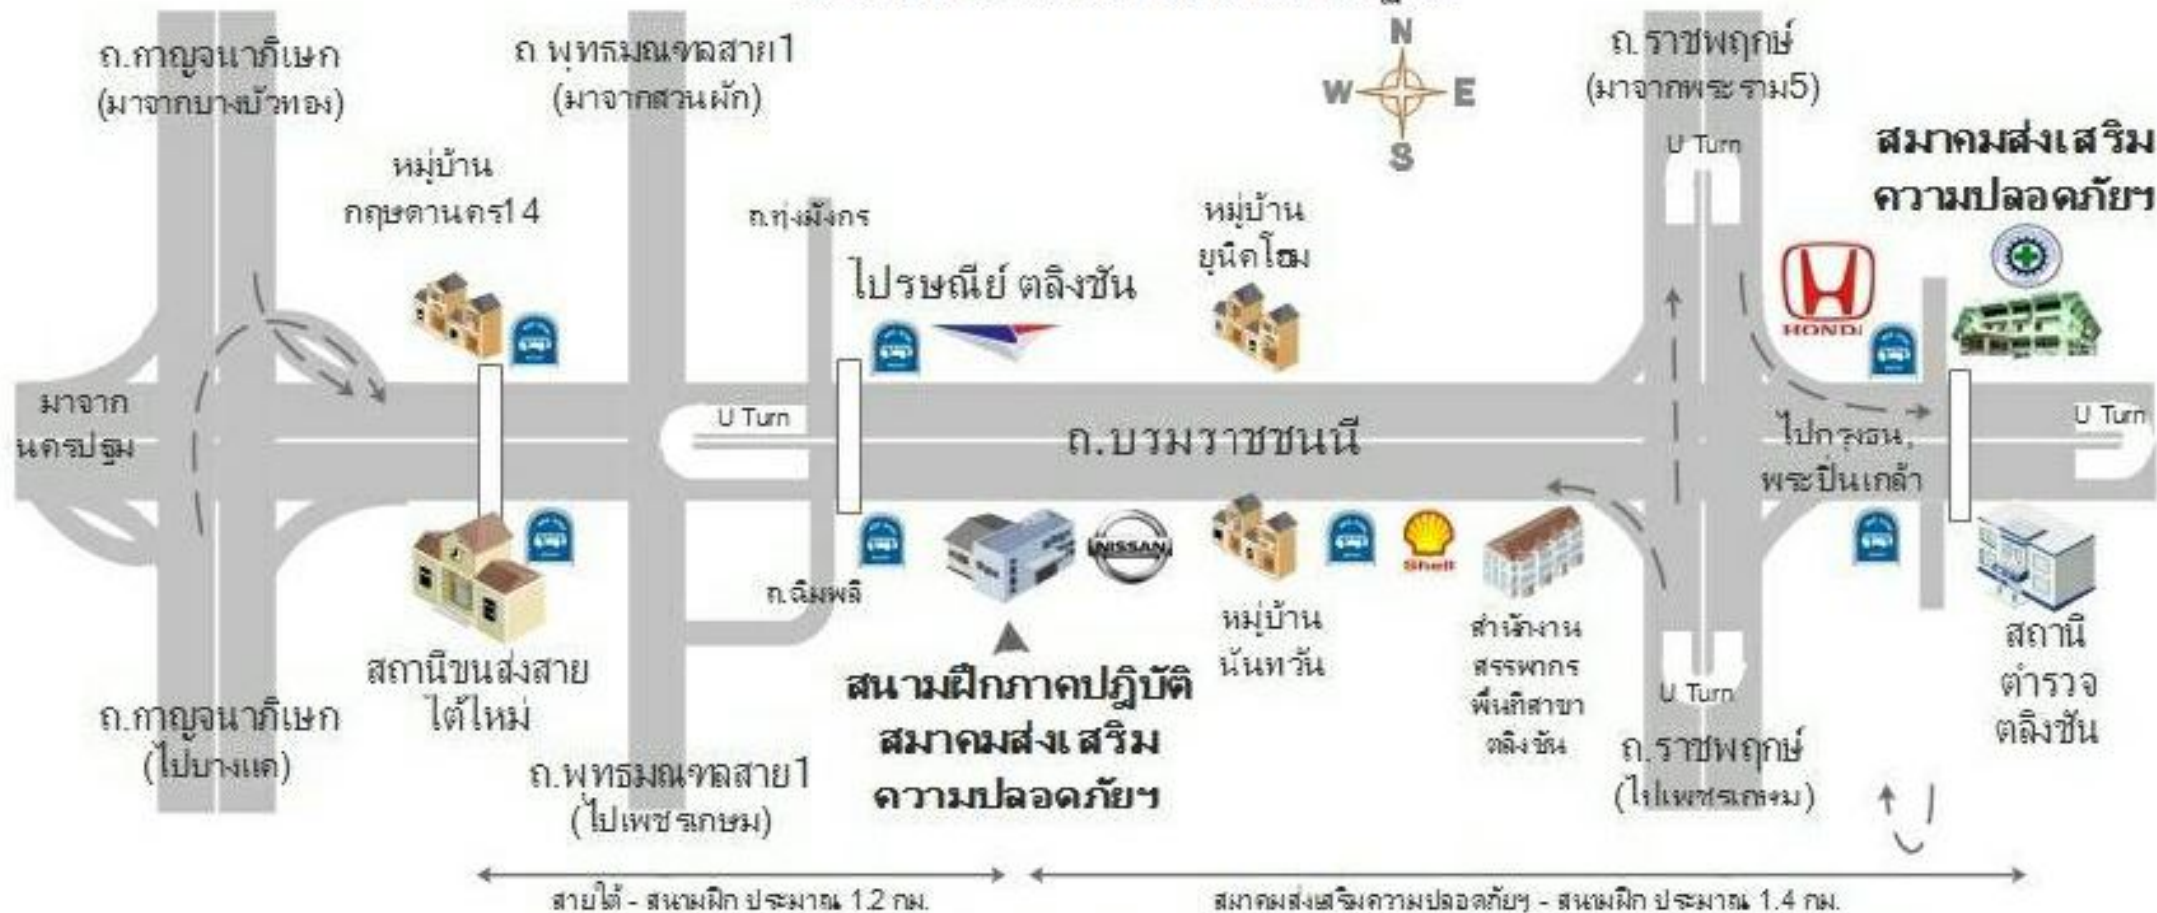 ถ.กาญจนาภิเษก
(มาจากบางบัวทอง)
ถ พุทธมณฑลสาย1
(มาจากสวนผัก)
N
W
E
S
ถ.ราชพฤกษ์
(มาจากพระราม5)
U Turn
สมาคมส่งเสริม
ความปลอดภัยฯ
หมู่บ้าน
กฤษดานคร14
ถ.ทุ่งมังกร
ไปรษณีย์ ตลิ่งชัน
หมู่บ้าน
ยูนิคโฮม
HONDA
มาจาก
นครปฐม
U Turn
ถ.บรมราชชนนี
ไปกรุงธน,
พระปิ่นเกล้า
U Turn
NISSAN
Shell
ถ.ฉิมพลี
สถานีขนส่งสาย
ใต้ใหม่
สนามฝึกภาคปฎิบัติ
สมาคมส่งเสริม
ความปลอดภัยฯ
หมู่บ้าน
นันทวัน
สำนักงาน
สรรพากร
พื้นที่สาขา
ตลิ่งชัน
U Turn
สถานี
ตำรวจ
ตลิ่งชัน
ถ.กาญจนาภิเษก
(ไปบางแค)
ถ.พุทธมณฑลสาย1
(ไปเพชรเกษม)
ถ.ราชพฤกษ์
(ไปเพชรเกษม)
สายใต้ - สนามฝึก ประมาณ 1.2 กม.
สมาคมส่งเสริมความปลอดภัยฯ - สนามฝึก ประมาณ 1.4 กม.